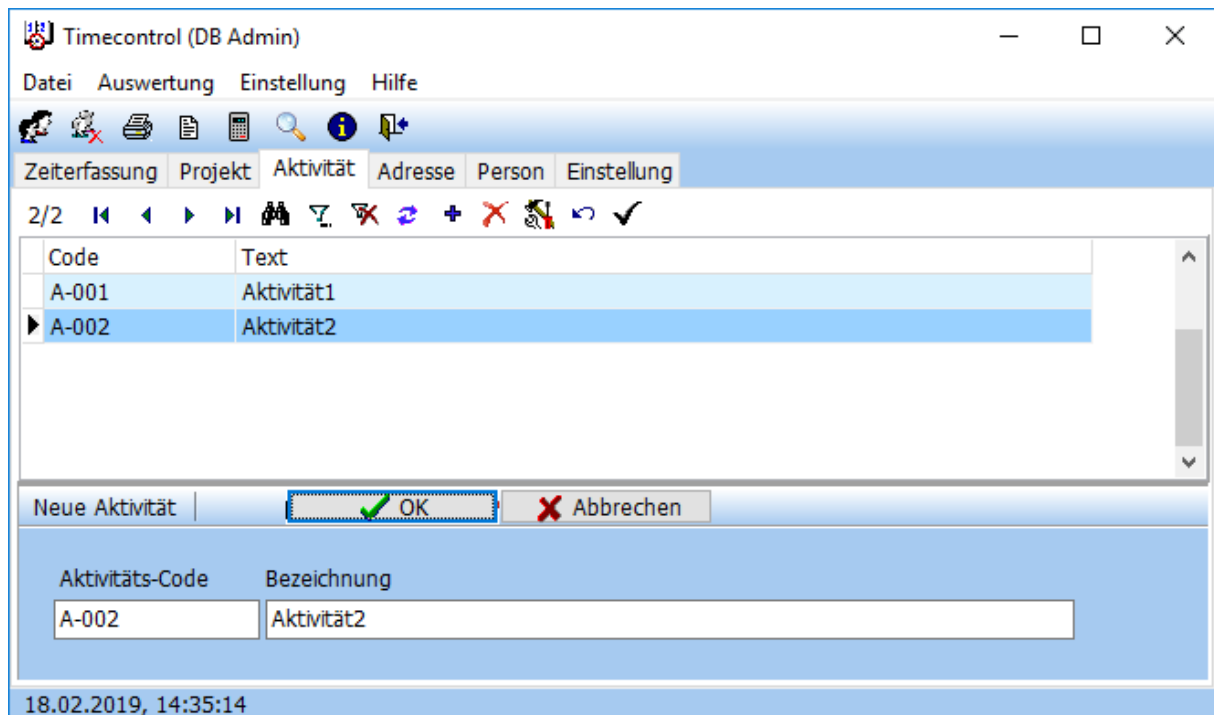 Timecontrol (DB Admin)
Datei Auswertung Einstellung Hilfe
Zeiterfassung Projekt Aktivität Adresse Person Einstellung
2/2
Code Text
A-001 Aktivität1
A-002 Aktivität2
Neue Aktivität OK Abbrechen
Aktivitäts-Code Bezeichnung
A-002 Aktivität2
18.02.2019, 14:35:14